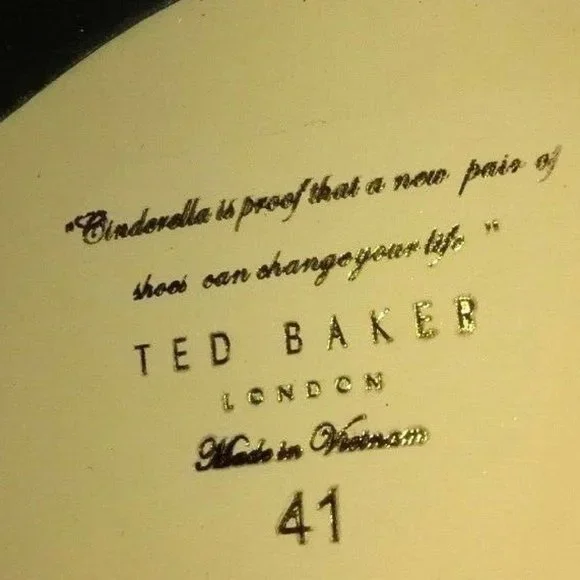 "Cinderella is proof that a new pair of
shoes can change your life "
TED BAKER
LONDON
Made in Vietnam
41